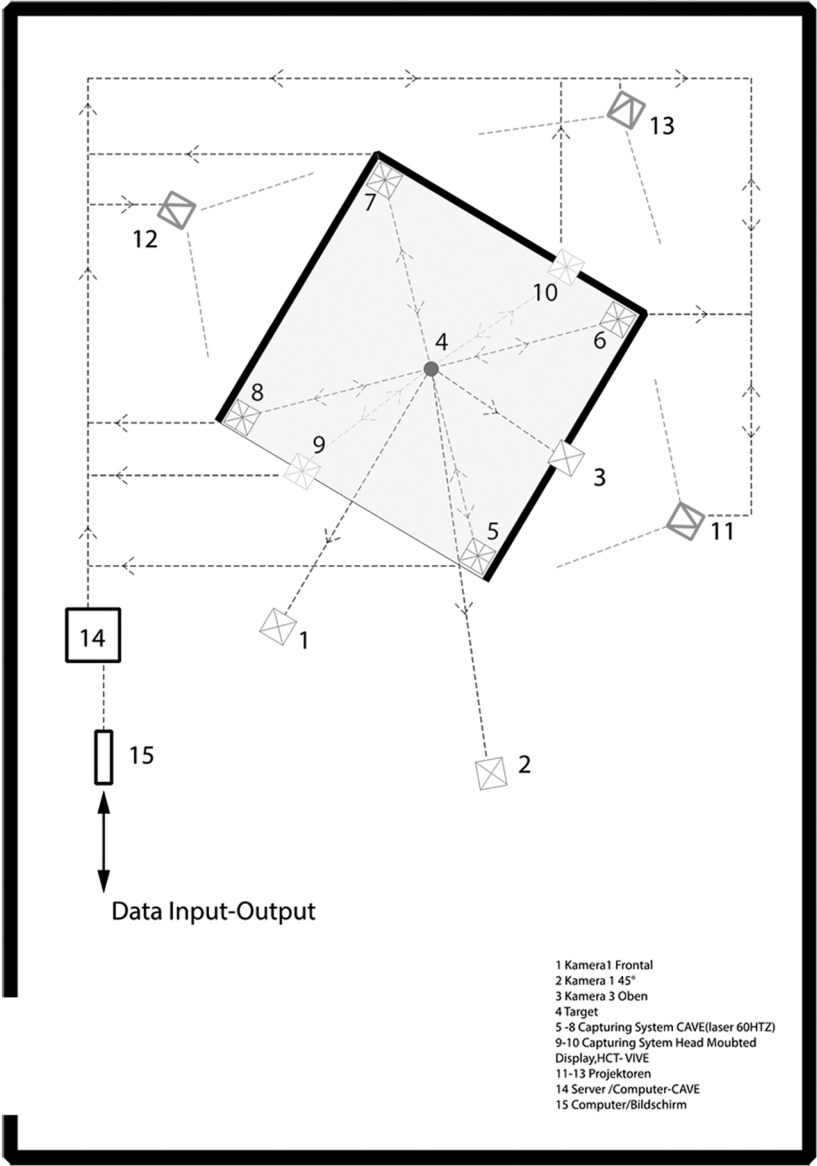 13
7
12
10
6
4
8
9
3
5
11
14
1
15
2
Data Input-Output
1 Kamera1 Frontal
2 Kamera 1 45°
3 Kamera 3 Oben
4 Target
5 -8 Capturing System CAVE(laser 60HTZ)
9-10 Capturing Sytem Head Moubted
Display,HCT- VIVE
11-13 Projektoren
14 Server /Computer-CAVE
15 Computer/Bildschirm